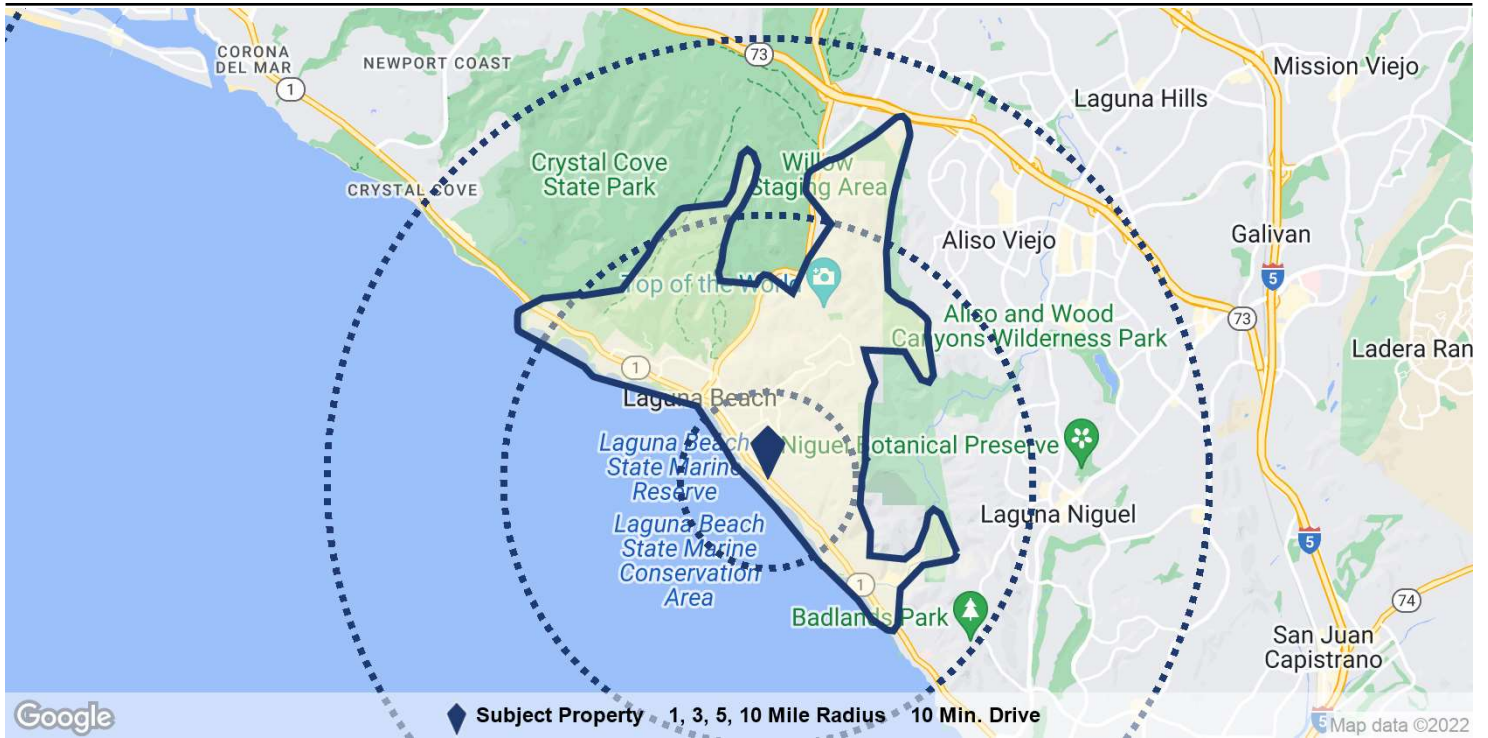 CORONA
DEL MAR
NEWPORT COAST
73
1
Mission Viejo
Laguna Hills
Crystal Cove
State Park
Willow
Staging Area
CRYSTAL COVE
Aliso Viejo
Galivan
5
Top of the World
Aliso and Wood
Canyons Wilderness Park
73
Ladera Ran
1
Laguna Beach
Laguna Beach
State Marine
Reserve
Niguel Botanical Preserve
Laguna Niguel
Laguna Beach
State Marine
Conservation
Area
5
1
Badlands Park
74
San Juan
Capistrano
Google
Subject Property 1, 3, 5, 10 Mile Radius 10 Min. Drive
5
Map data ©2022